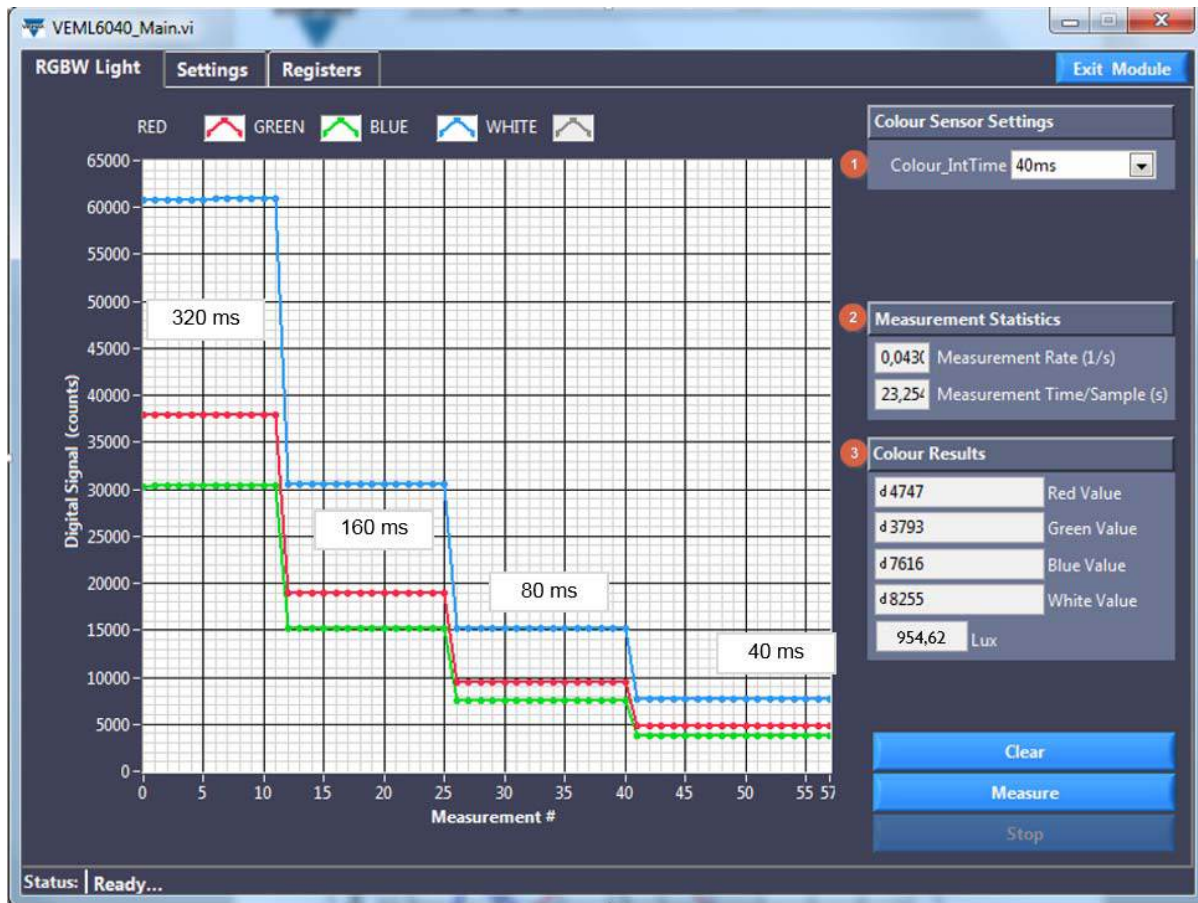 VEML6040_Main.vi
RGBW Light Settings Registers Exit Module
RED GREEN BLUE WHITE
Colour Sensor Settings
1 Colour_IntTime 40ms
65000
60000
55000
50000
45000
40000
35000
30000
25000
20000
15000
10000
5000
0
Digital Signal (counts)
320 ms
160 ms
80 ms
40 ms
0 5 10 15 20 25 30 35 40 45 50 55 57
Measurement #
2 Measurement Statistics
0,043 Measurement Rate (1/s)
23,254 Measurement Time/Sample (s)
3 Colour Results
d 4747 Red Value
d 3793 Green Value
d 7616 Blue Value
d 8255 White Value
954,62 Lux
Clear
Measure
Stop
Status: Ready...